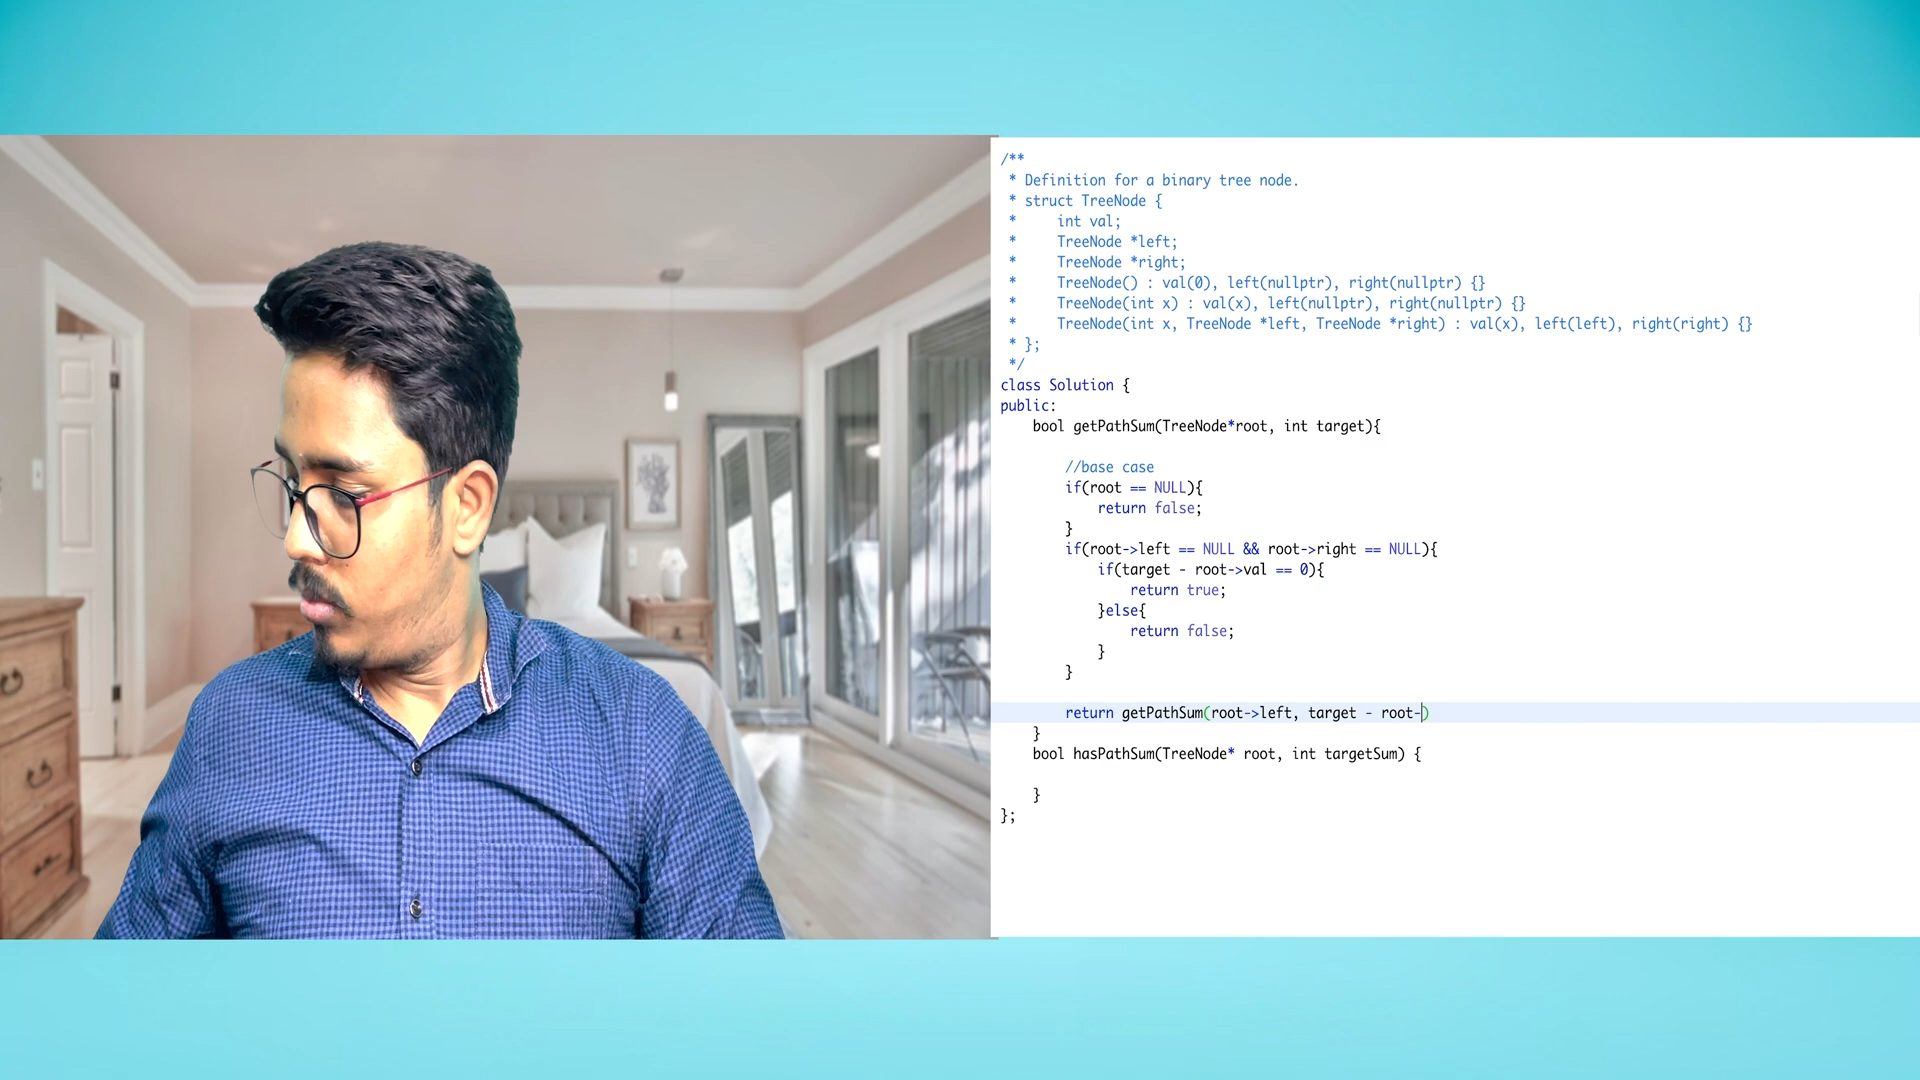 /**
 * Definition for a binary tree node.
 * struct TreeNode {
 *     int val;
 *     TreeNode *left;
 *     TreeNode *right;
 *     TreeNode() : val(0), left(nullptr), right(nullptr) {}
 *     TreeNode(int x) : val(x), left(nullptr), right(nullptr) {}
 *     TreeNode(int x, TreeNode *left, TreeNode *right) : val(x), left(left), right(right) {}
 * };
 */
class Solution {
public:
    bool getPathSum(TreeNode*root, int target){
        //base case
        if(root == NULL){
            return false;
        }
        if(root->left == NULL && root->right == NULL){
            if(target - root->val == 0){
                return true;
            }else{
                return false;
            }
        }
        return getPathSum(root->left, target - root-)
    }
    bool hasPathSum(TreeNode* root, int targetSum) {
    }
};